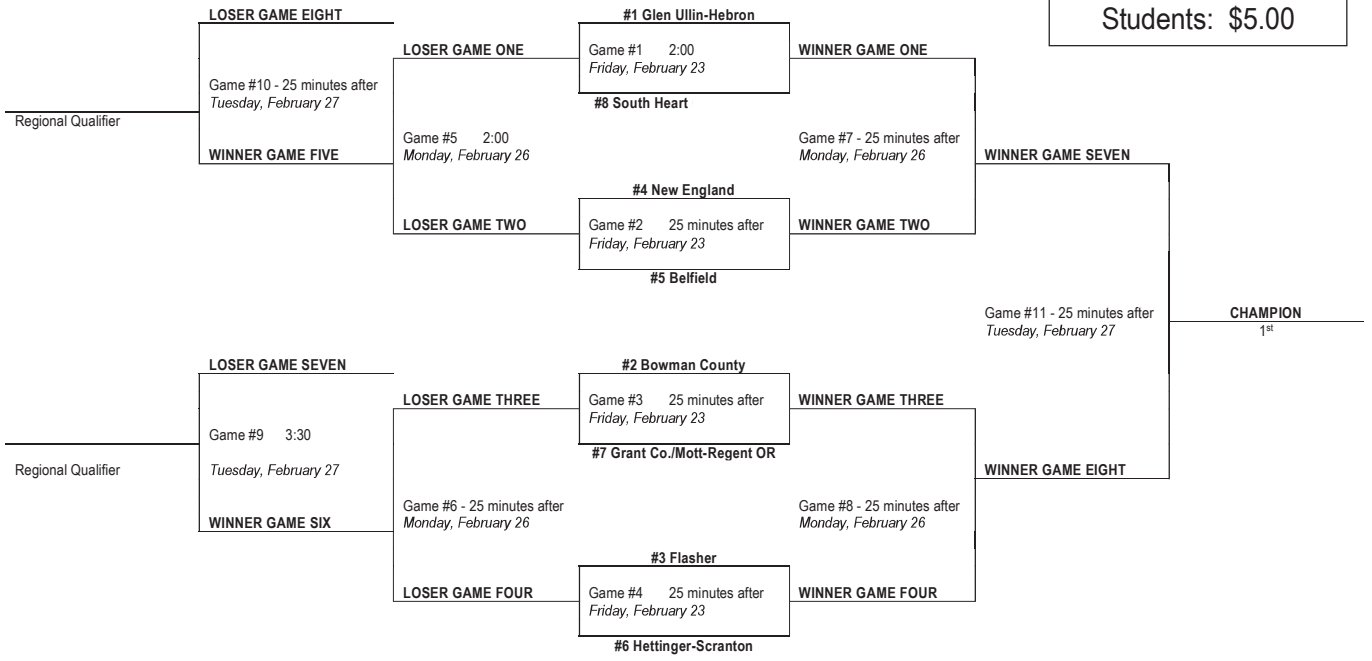 LOSER GAME EIGHT
#1 Glen Ullin-Hebron
Students:  $5.00
LOSER GAME ONE
Game #1 2:00
Friday, February 23
WINNER GAME ONE
Game #10 - 25 minutes after
Tuesday, February 27
#8 South Heart
Regional Qualifier
Game #5 2:00
Monday, February 26
Game #7 - 25 minutes after
Monday, February 26
WINNER GAME FIVE
WINNER GAME SEVEN
#4 New England
LOSER GAME TWO
Game #2 25 minutes after
Friday, February 23
WINNER GAME TWO
#5 Belfield
Game #11 - 25 minutes after
Tuesday, February 27
CHAMPION
1st
LOSER GAME SEVEN
#2 Bowman County
LOSER GAME THREE
Game #3 25 minutes after
Friday, February 23
WINNER GAME THREE
Game #9 3:30
#7 Grant Co./Mott-Regent OR
Regional Qualifier
Tuesday, February 27
WINNER GAME EIGHT
Game #6 - 25 minutes after
Monday, February 26
Game #8 - 25 minutes after
Monday, February 26
WINNER GAME SIX
#3 Flasher
LOSER GAME FOUR
Game #4 25 minutes after
Friday, February 23
WINNER GAME FOUR
#6 Hettinger-Scranton